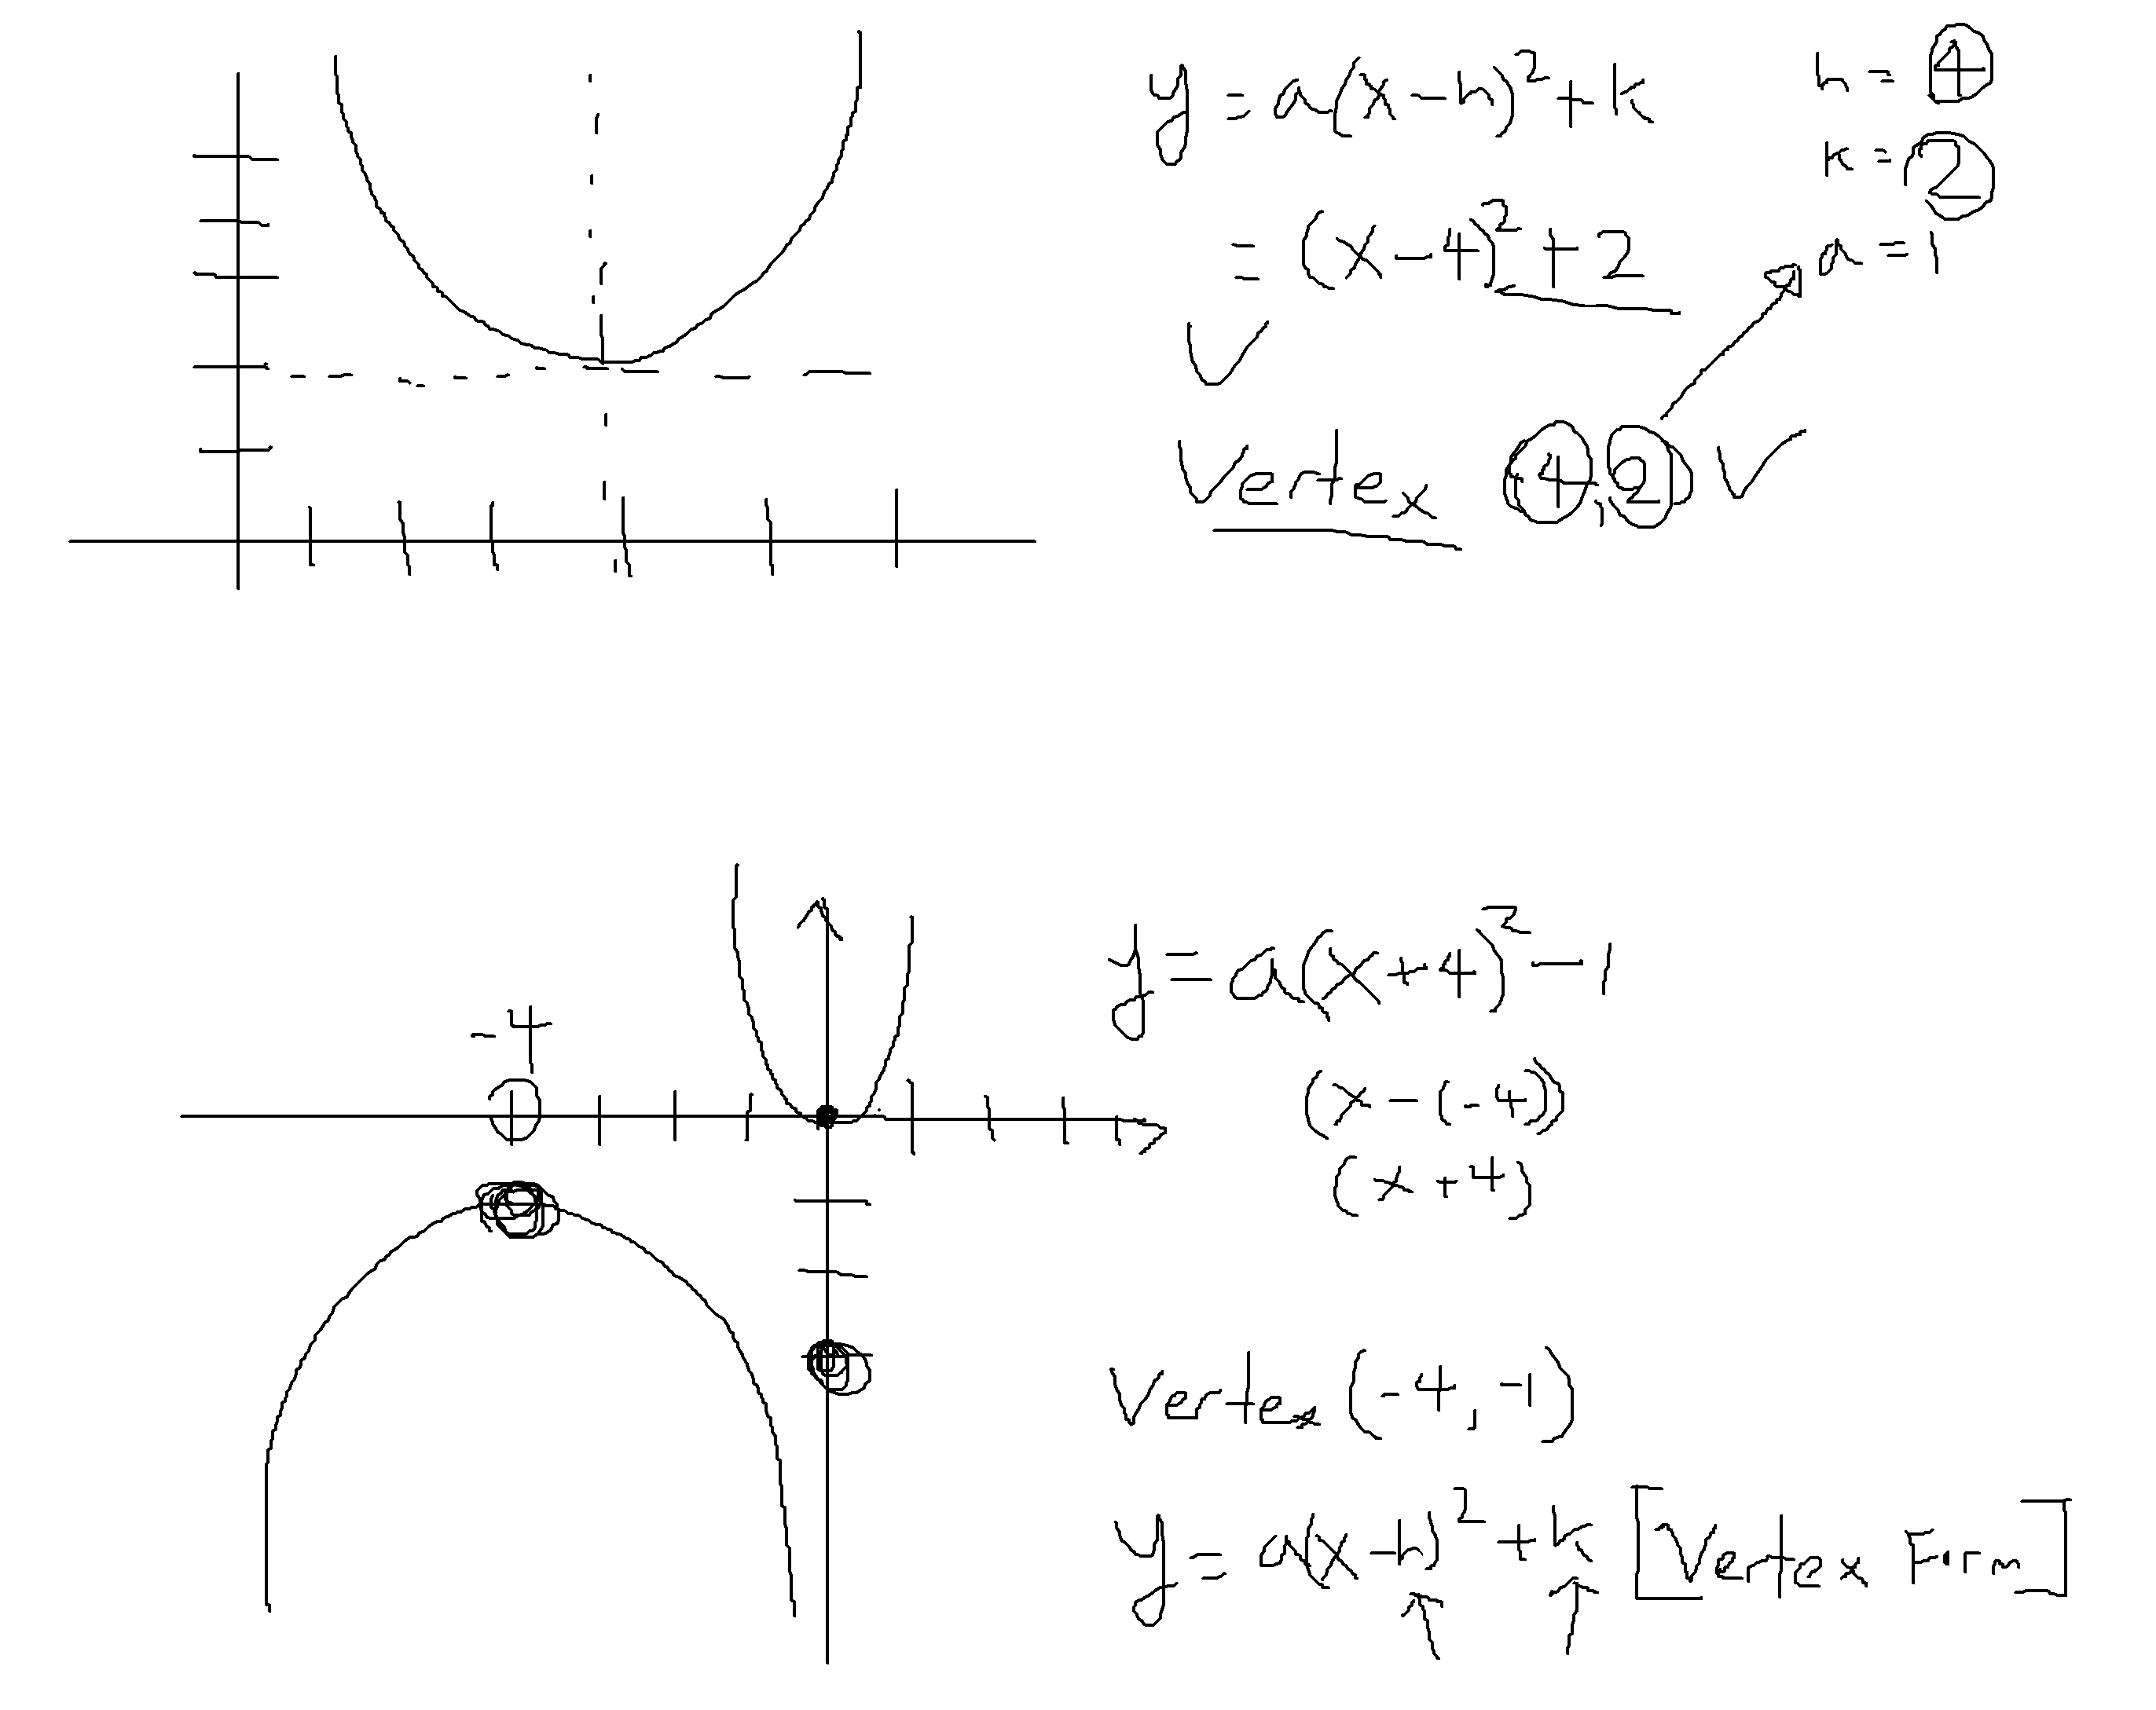 y = a(x-h)² + k
h = 4
k = 2
= (x-4)² + 2
a = 1
Vertex (4,2)
y = a(x+4)² - 1
-4
(x-(-4))
(x+4)
Vertex (-4, -1)
y = a(x-h)² + k [Vertex Form]